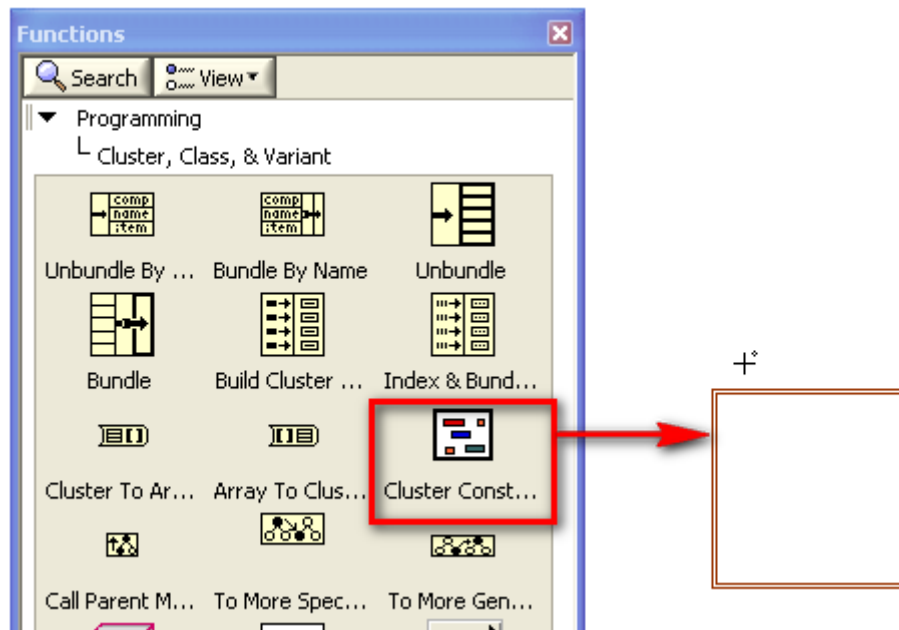 Functions
Search View
Programming
Cluster, Class, & Variant
comp name item
comp name item
Unbundle By ... Bundle By Name Unbundle
Bundle Build Cluster ... Index & Bund...
Cluster To Ar... Array To Clus... Cluster Const...
Call Parent M... To More Spec... To More Gen...